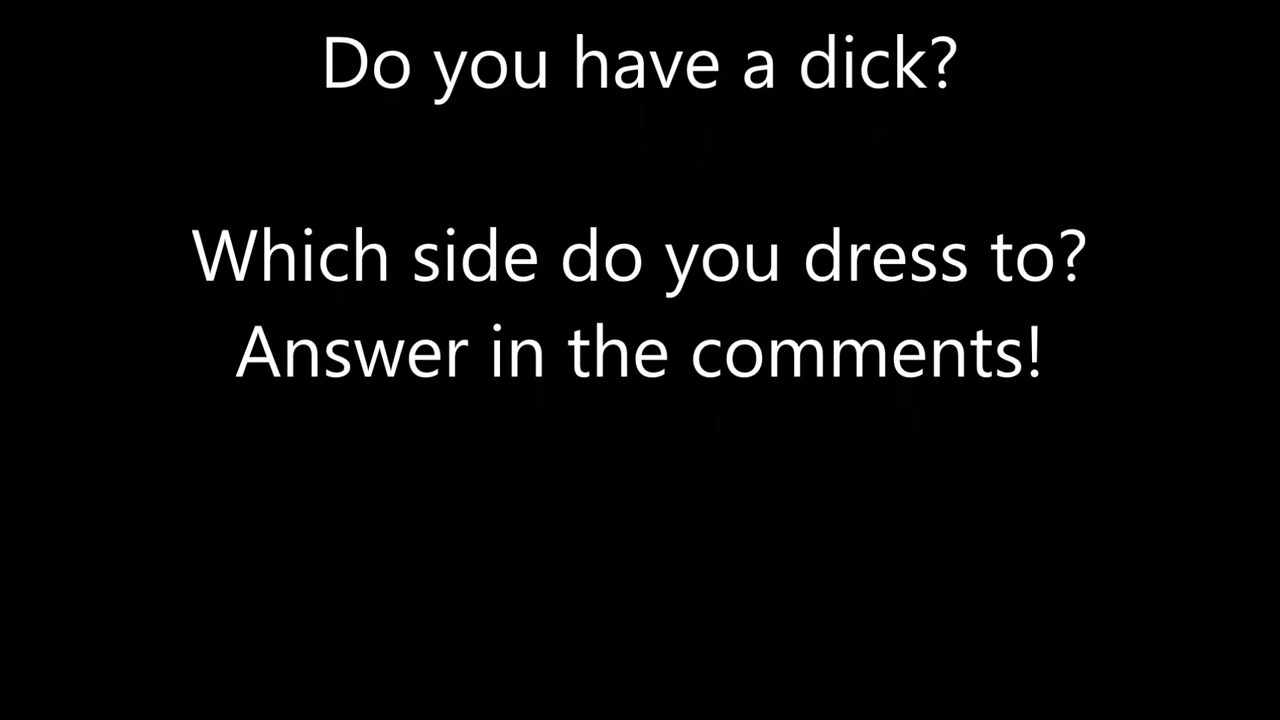 Do you have a dick?
Which side do you dress to?
Answer in the comments!